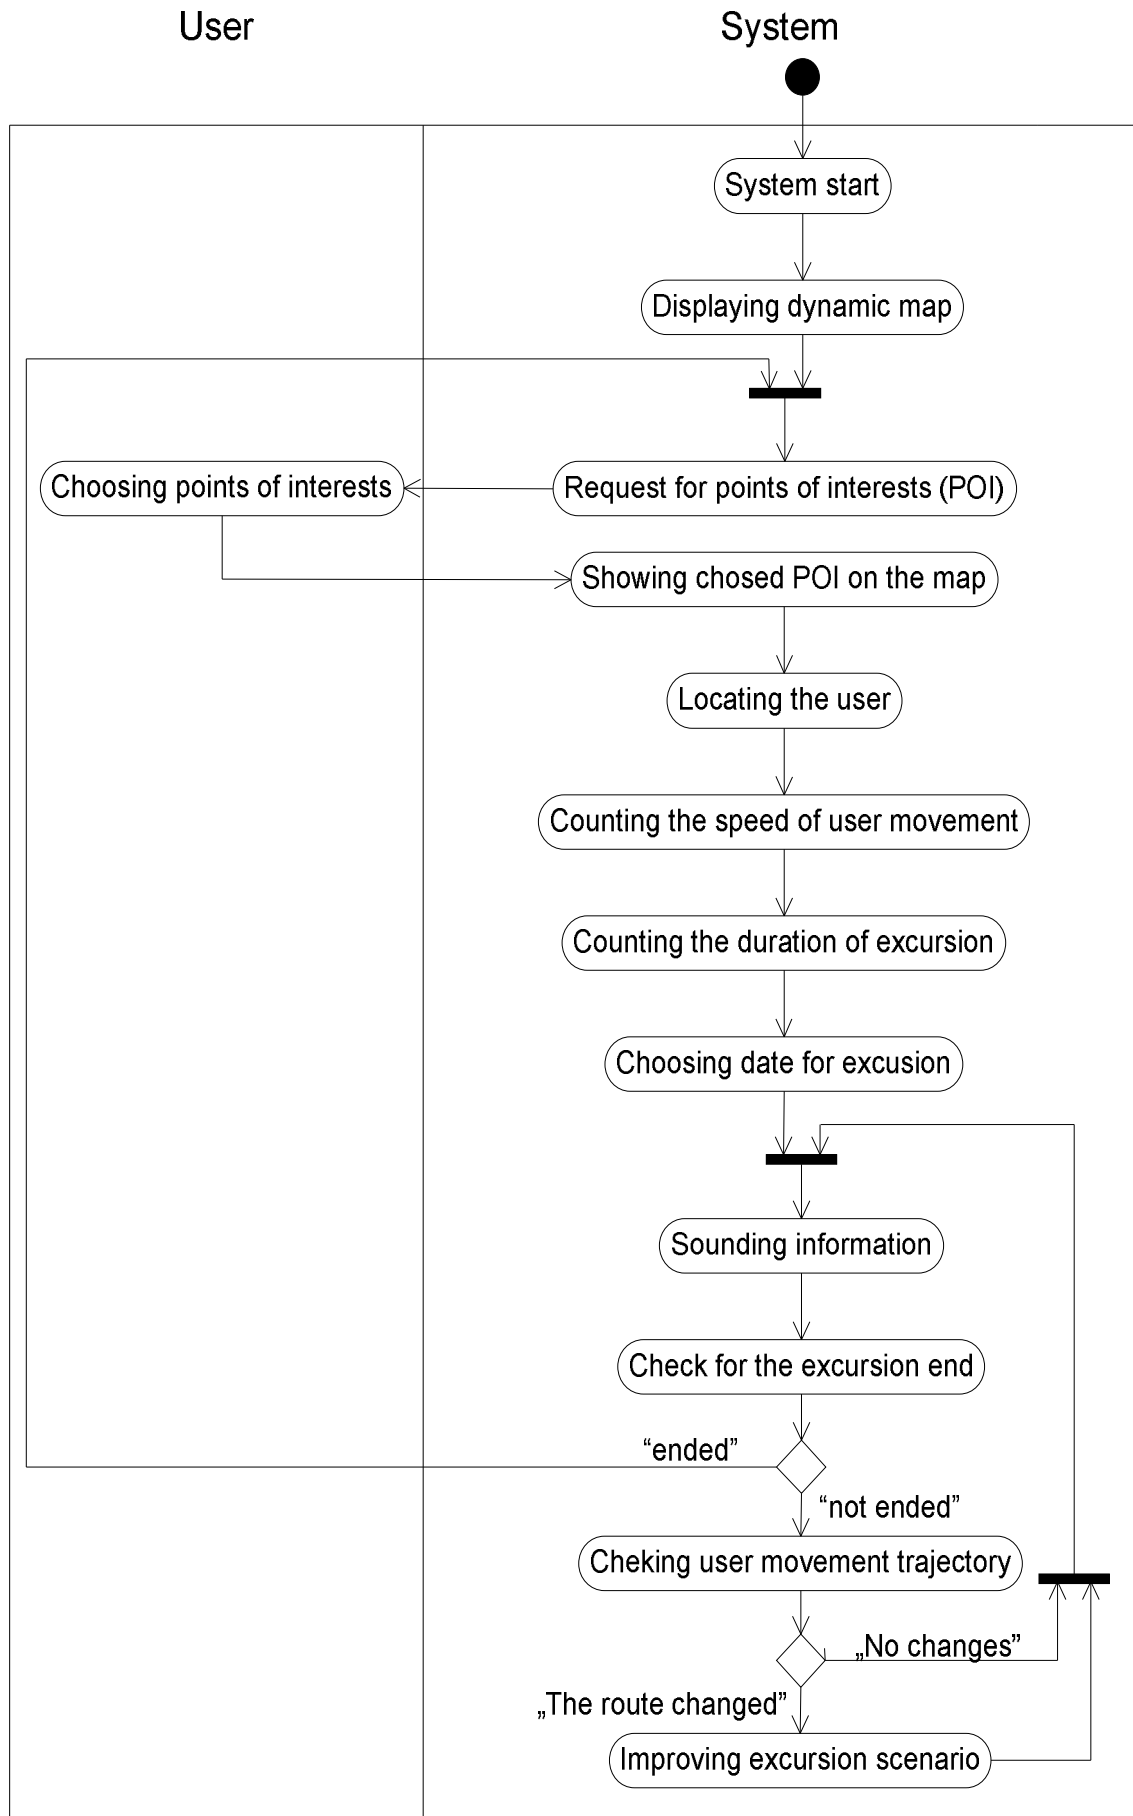 User
System
System start
Displaying dynamic map
Choosing points of interests
Request for points of interests (POI)
Showing chosed POI on the map
Locating the user
Counting the speed of user movement
Counting the duration of excursion
Choosing date for excusion
Sounding information
Check for the excursion end
“ended”
“not ended”
Cheking user movement trajectory
„No changes”
„The route changed”
Improving excursion scenario